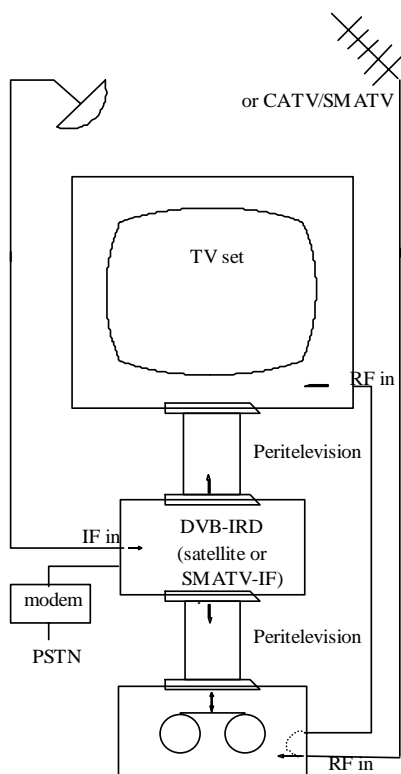 or CATV/SMATV
TV set
RF in
Peritelevision
DVB-IRD
IF in
(satellite or
SMATV-IF)
modem
PSTN
Peritelevision
RF in